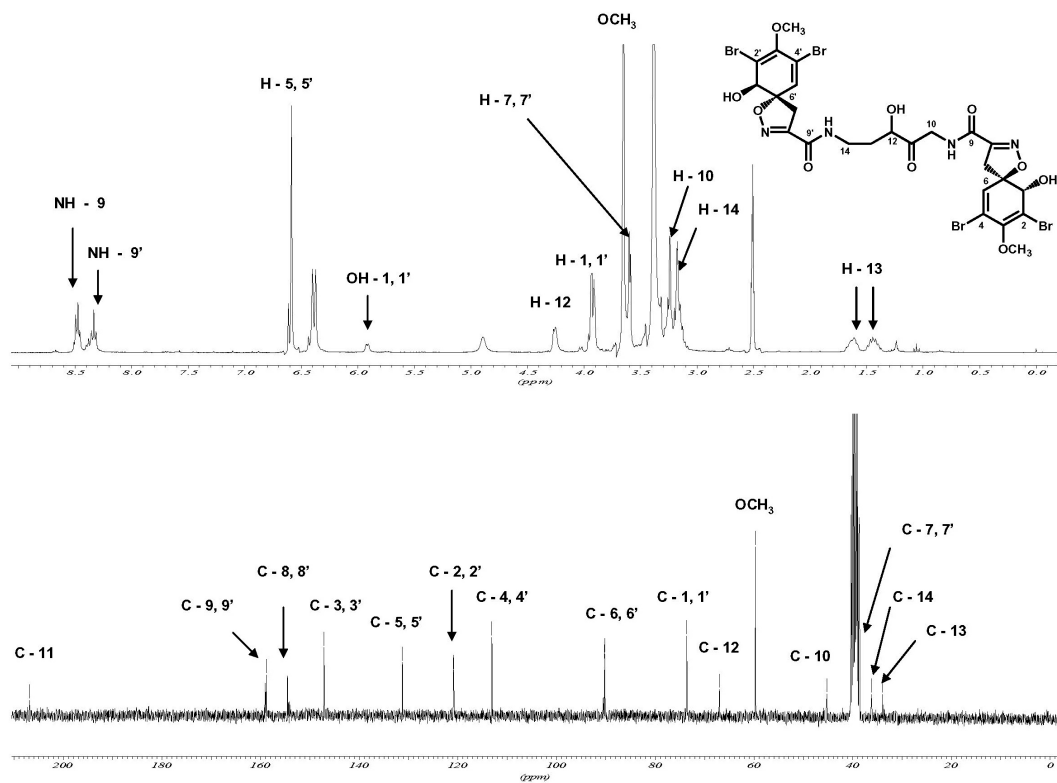 OCH3
H - 5, 5’
H - 7, 7’
H - 10
H - 14
NH - 9
NH - 9’
OH - 1, 1’
H - 1, 1’
H - 12
H - 13
OCH3
Br 2' 4' Br
HO 6'
O N
9' O
H N
14
OH
12
O
10
N H
O
9
N O
OH
6
Br 4 2 Br
OCH3
8.5 8.0 7.5 7.0 6.5 6.0 5.5 5.0 4.5 4.0 3.5 3.0 2.5 2.0 1.5 1.0 0.5 0.0
(ppm)
OCH3
C - 7, 7’
C - 8, 8’
C - 2, 2’
C - 9, 9’
C - 3, 3’
C - 4, 4’
C - 1, 1’
C - 14
C - 5, 5’
C - 6, 6’
C - 13
C - 11
C - 12
C - 10
200 180 160 140 120 100 80 60 40 20 0
(ppm)